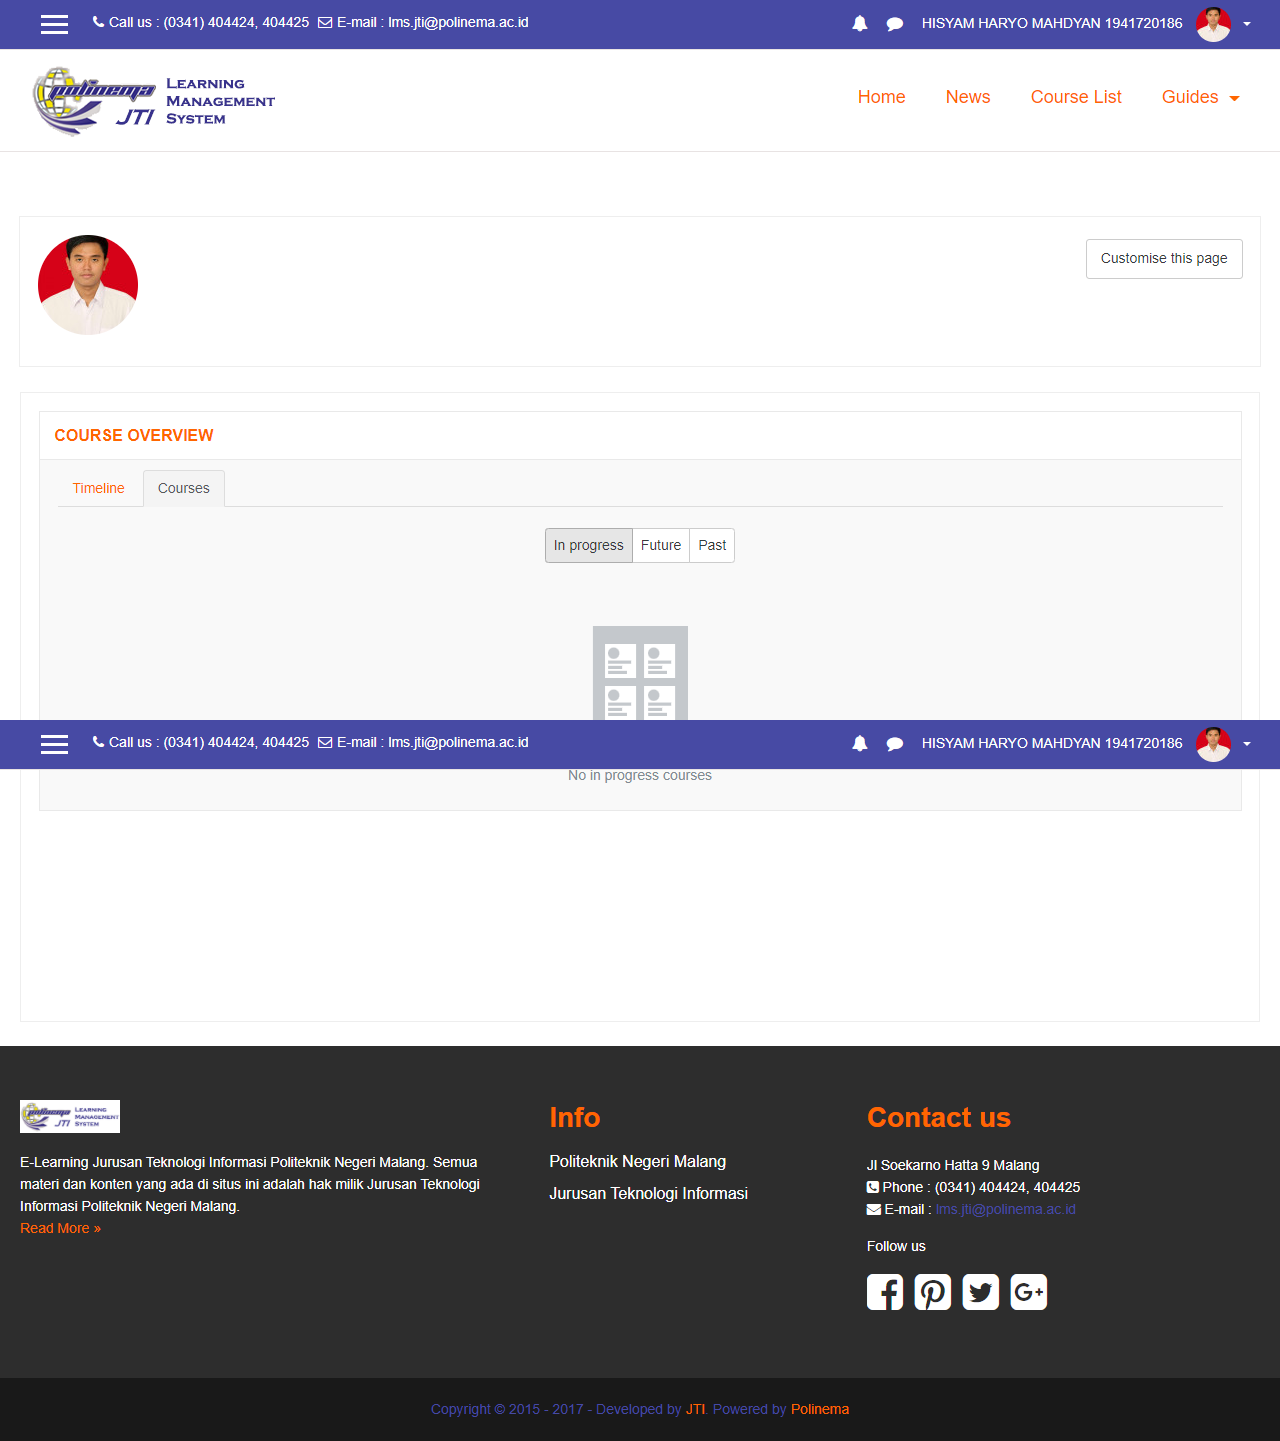 Call us : (0341) 404424, 404425 E-mail : lms.jti@polinema.ac.id HISYAM HARYO MAHDYAN 1941720186
polinema JTI
LEARNING
MANAGEMENT
SYSTEM
Home News Course List Guides
Customise this page
COURSE OVERVIEW
Timeline Courses
In progress Future Past
Call us : (0341) 404424, 404425 E-mail : lms.jti@polinema.ac.id HISYAM HARYO MAHDYAN 1941720186
No in progress courses
polinema JTI
LEARNING
MANAGEMENT
SYSTEM
E-Learning Jurusan Teknologi Informasi Politeknik Negeri Malang. Semua
materi dan konten yang ada di situs ini adalah hak milik Jurusan Teknologi
Informasi Politeknik Negeri Malang.
Read More »
Info
Politeknik Negeri Malang
Jurusan Teknologi Informasi
Contact us
Jl Soekarno Hatta 9 Malang
Phone : (0341) 404424, 404425
E-mail : lms.jti@polinema.ac.id
Follow us
Copyright © 2015 - 2017 - Developed by JTI. Powered by Polinema